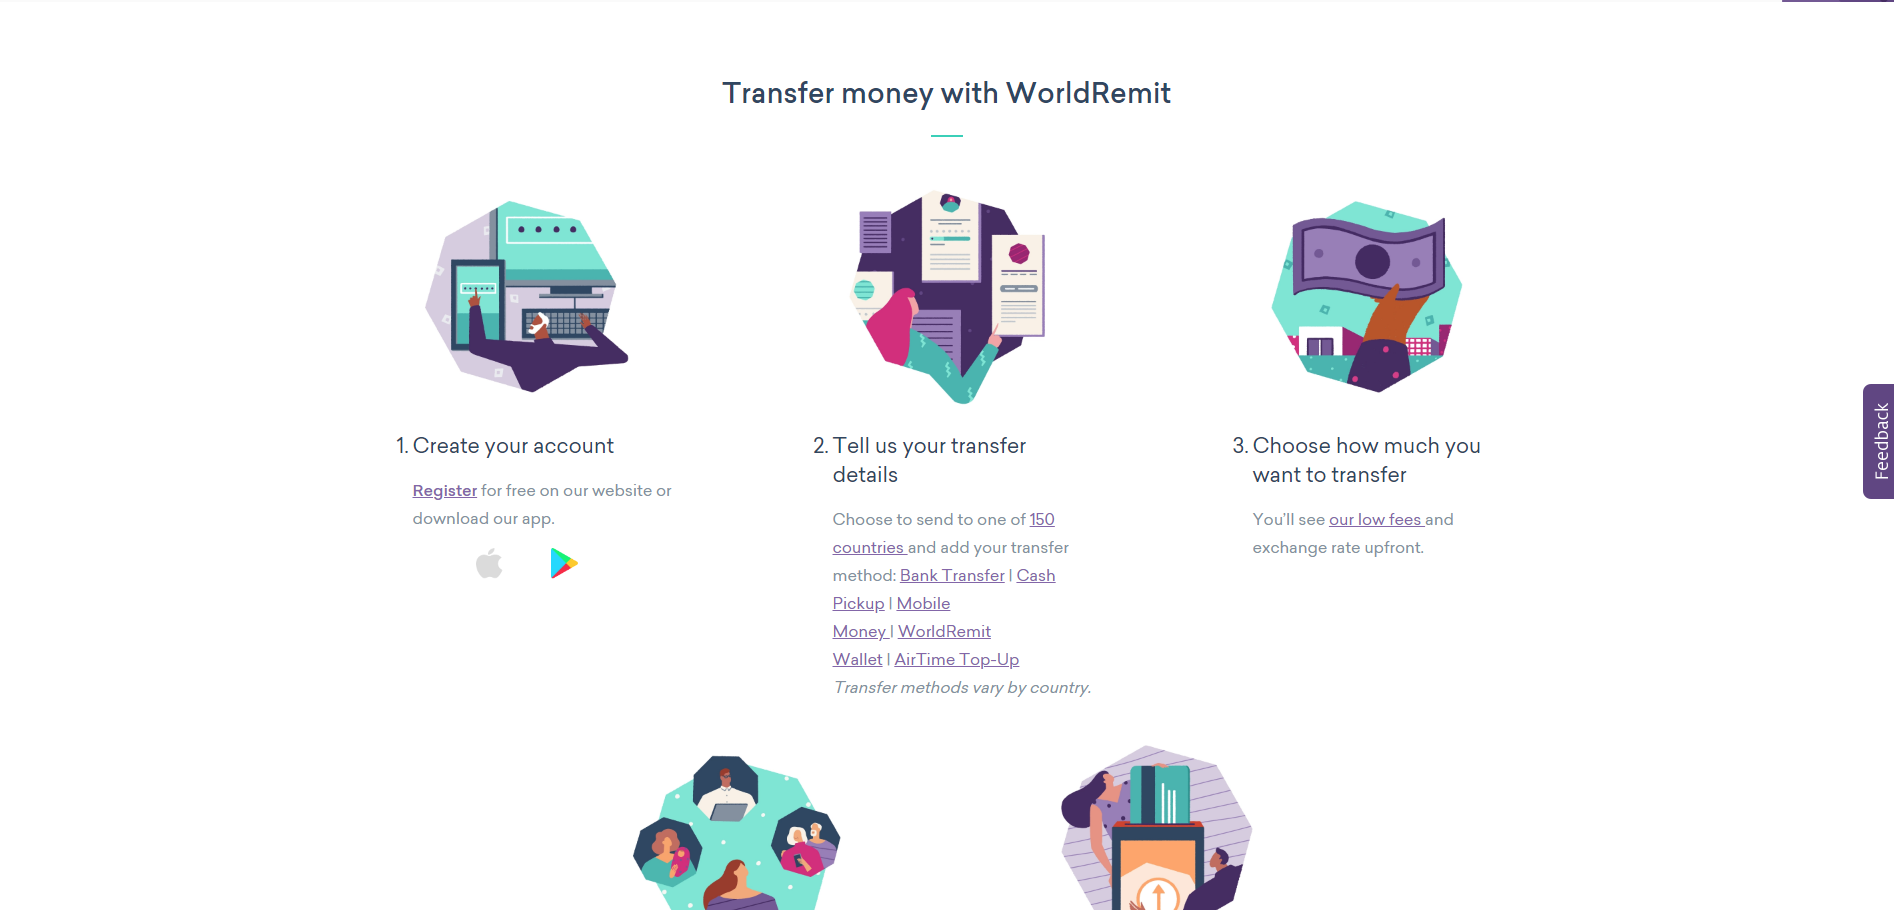 Transfer money with WorldRemit
1. Create your account
Register for free on our website or
download our app.
2. Tell us your transfer
details
Choose to send to one of 150
countries and add your transfer
method: Bank Transfer | Cash
Pickup | Mobile
Money | WorldRemit
Wallet | AirTime Top-Up
Transfer methods vary by country.
3. Choose how much you
want to transfer
You'll see our low fees and
exchange rate upfront.
Feedback